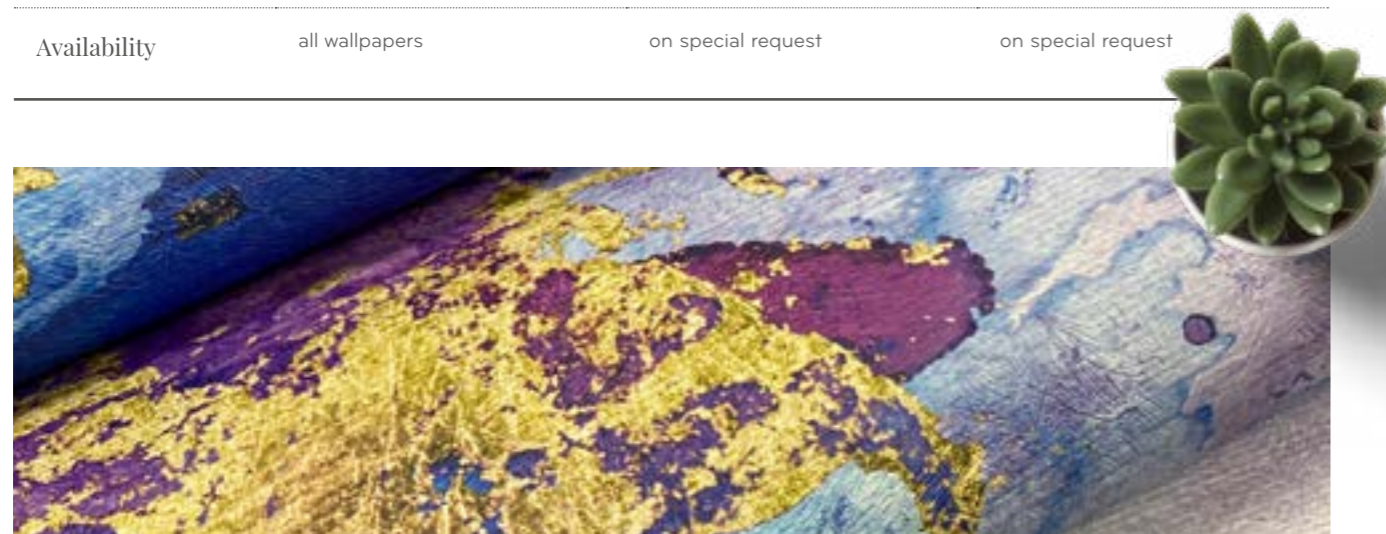 Availability
all wallpapers
on special request
on special request